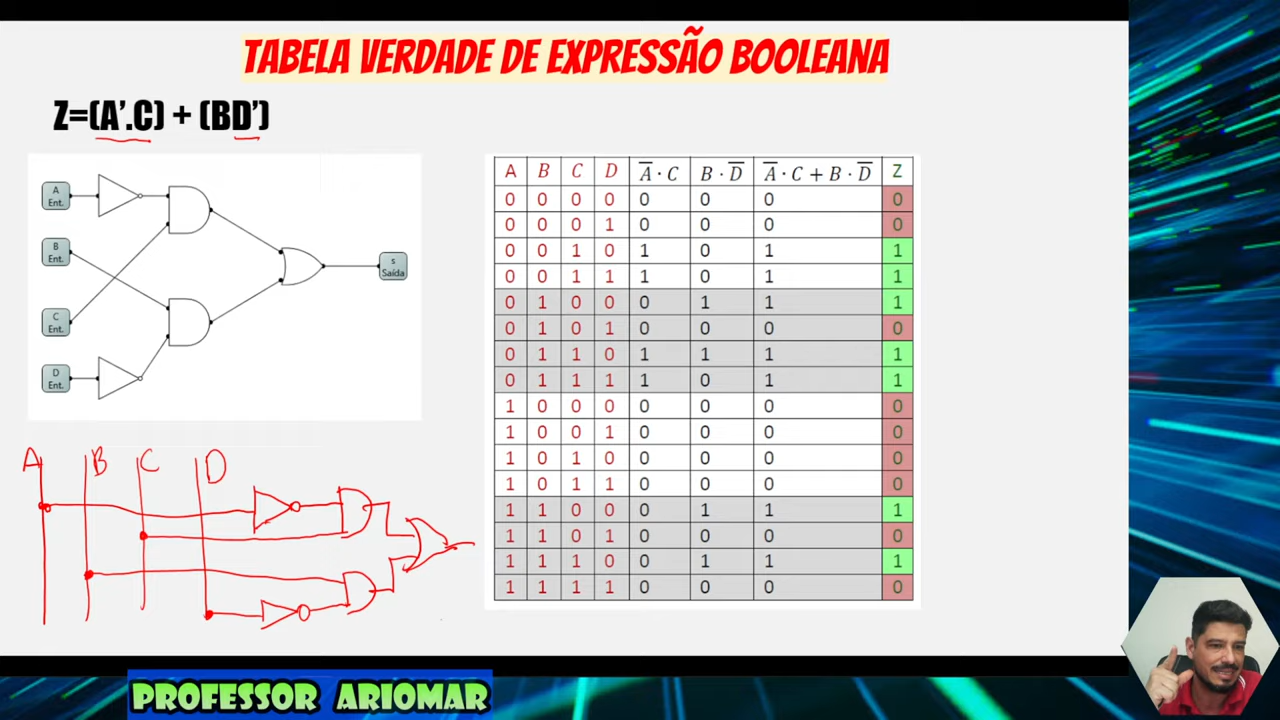 TABELA VERDADE DE EXPRESSÃO BOOLEANA
Z=(A’.C) + (BD’)
A
Ent.
B
Ent.
C
Ent.
D
Ent.
s
Saída
A B C D
A B C D A̅ · C B · D̅ A̅ · C + B · D̅ Z
0 0 0 0 0 0 0 0
0 0 0 1 0 0 0 0
0 0 1 0 1 0 1 1
0 0 1 1 1 0 1 1
0 1 0 0 0 1 1 1
0 1 0 1 0 0 0 0
0 1 1 0 1 1 1 1
0 1 1 1 1 0 1 1
1 0 0 0 0 0 0 0
1 0 0 1 0 0 0 0
1 0 1 0 0 0 0 0
1 0 1 1 0 0 0 0
1 1 0 0 0 1 1 1
1 1 0 1 0 0 0 0
1 1 1 0 0 1 1 1
1 1 1 1 0 0 0 0
PROFESSOR ARIOMAR